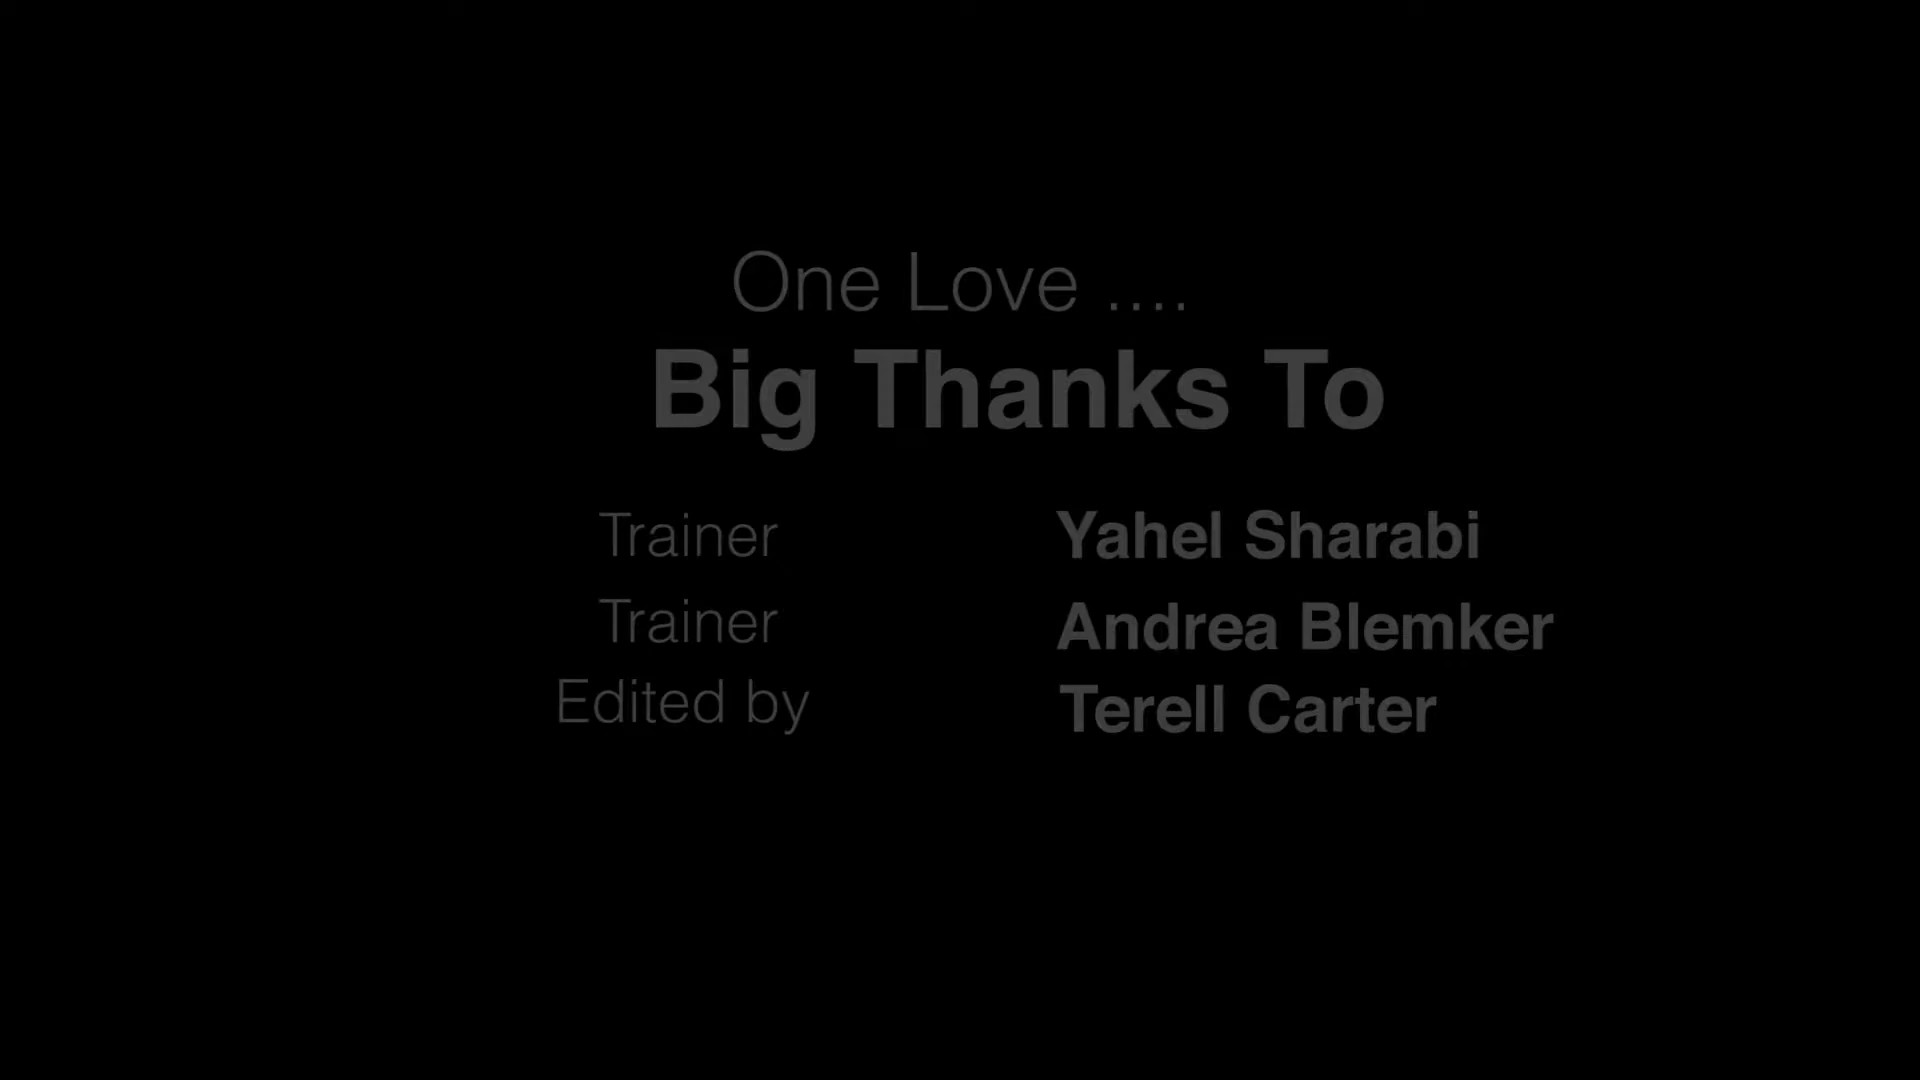 One Love ....
Big Thanks To
Trainer Yahel Sharabi
Trainer Andrea Blemker
Edited by Terell Carter